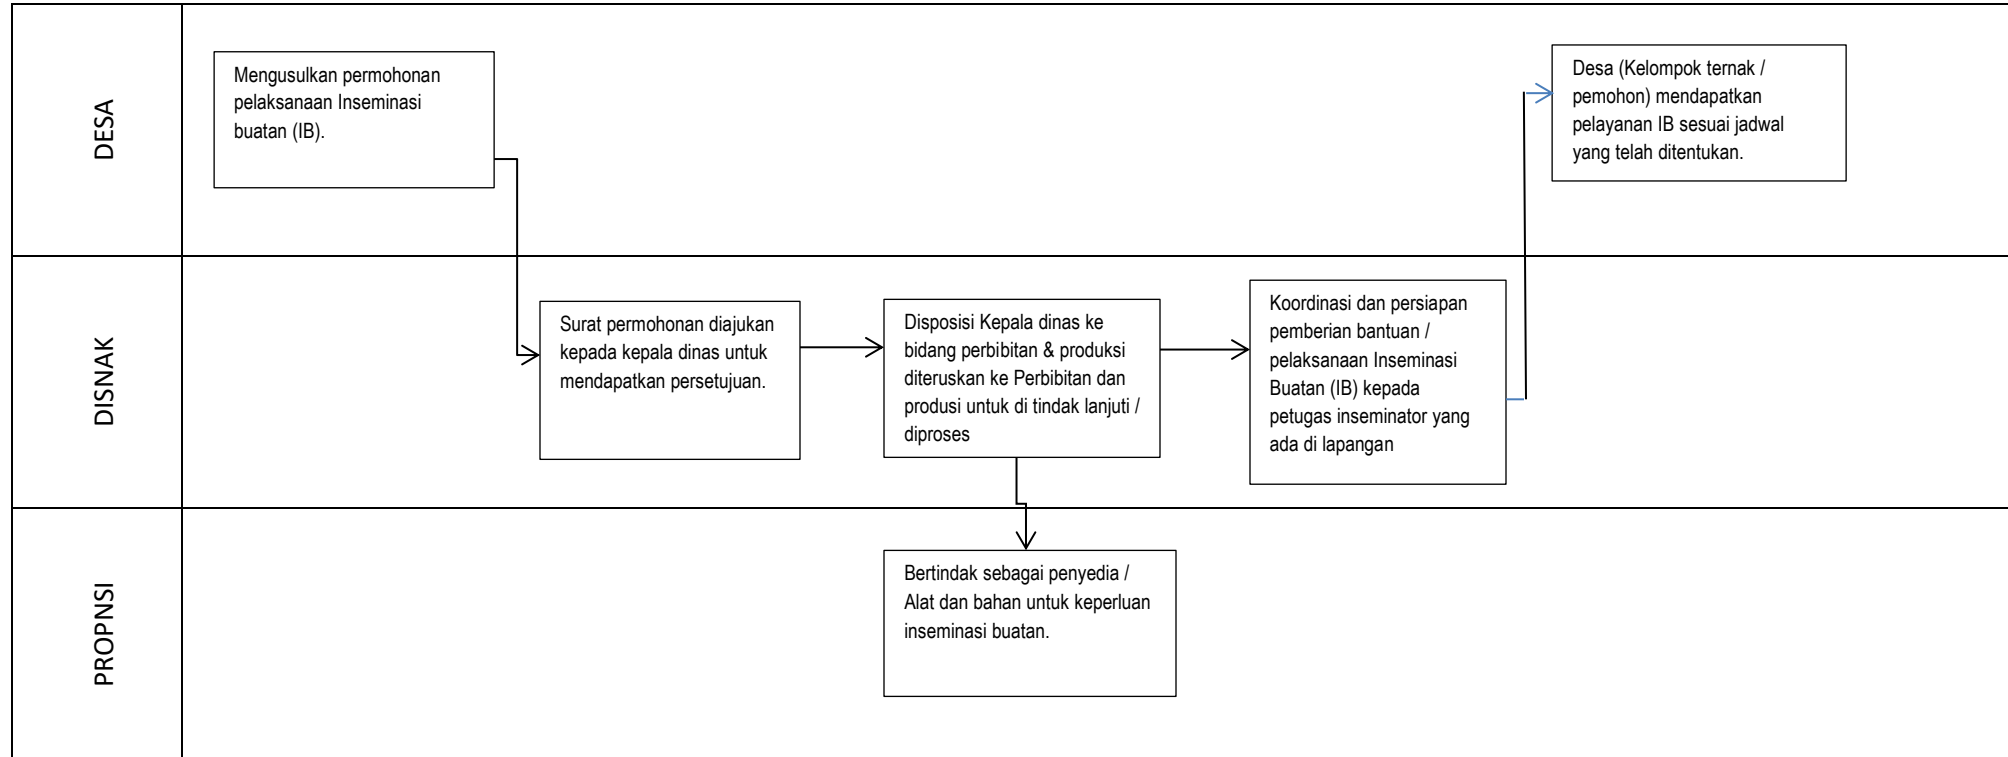 DESA
Mengusulkan permohonan
pelaksanaan Inseminasi
buatan (IB).
Desa (Kelompok ternak /
pemohon) mendapatkan
pelayanan IB sesuai jadwal
yang telah ditentukan.
DISNAK
Surat permohonan diajukan
kepada kepala dinas untuk
mendapatkan persetujuan.
Disposisi Kepala dinas ke
bidang perbibitan & produksi
diteruskan ke Perbibitan dan
produsi untuk di tindak lanjuti /
diproses
Koordinasi dan persiapan
pemberian bantuan /
pelaksanaan Inseminasi
Buatan (IB) kepada
petugas inseminator yang
ada di lapangan
PROPNSI
Bertindak sebagai penyedia /
Alat dan bahan untuk keperluan
inseminasi buatan.